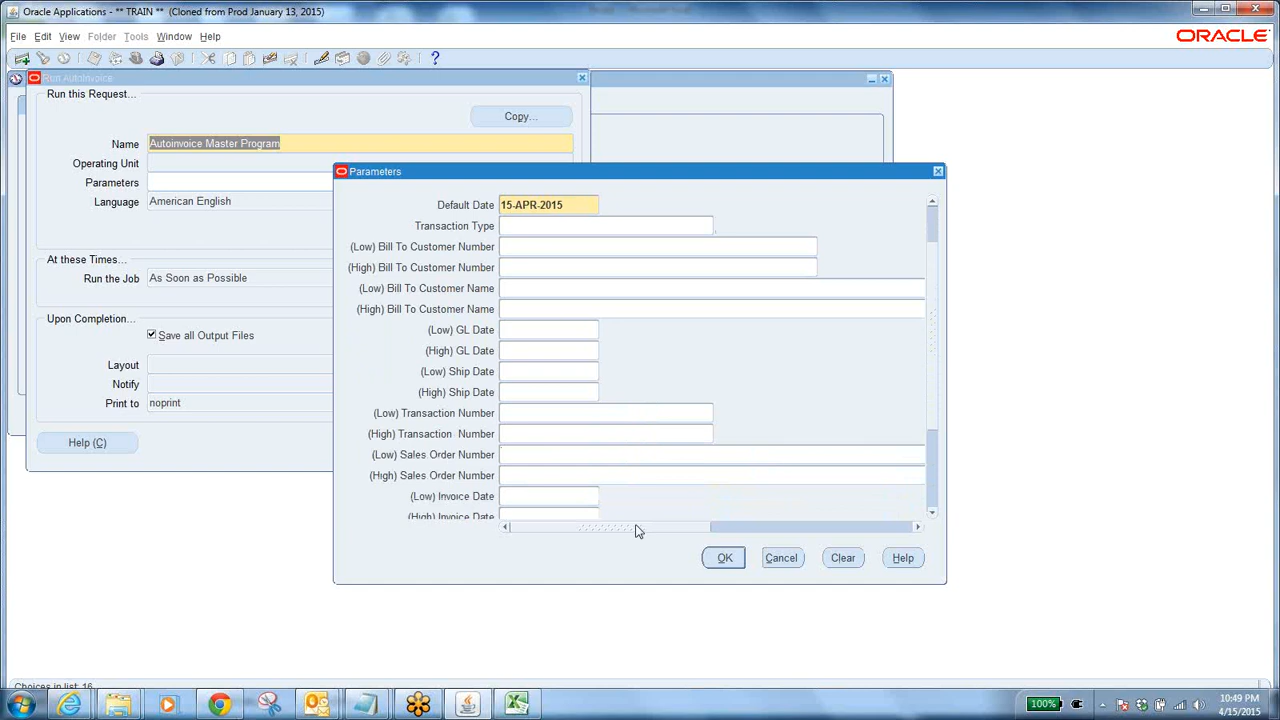 Oracle Applications - ** TRAIN ** (Cloned from Prod January 13, 2015)
File Edit View Folder Tools Window Help
ORACLE
Run AutoInvoice
Run this Request...
Copy...
Name Autoinvoice Master Program
Operating Unit
Parameters
Language American English
At these Times...
Run the Job As Soon as Possible
Upon Completion...
Save all Output Files
Layout
Notify
Print to noprint
Help (C)
Parameters
Default Date 15-APR-2015
Transaction Type
(Low) Bill To Customer Number
(High) Bill To Customer Number
(Low) Bill To Customer Name
(High) Bill To Customer Name
(Low) GL Date
(High) GL Date
(Low) Ship Date
(High) Ship Date
(Low) Transaction Number
(High) Transaction Number
(Low) Sales Order Number
(High) Sales Order Number
(Low) Invoice Date
(High) Invoice Date
OK Cancel Clear Help
Choices in list: 16
100%
10:49 PM
4/15/2015